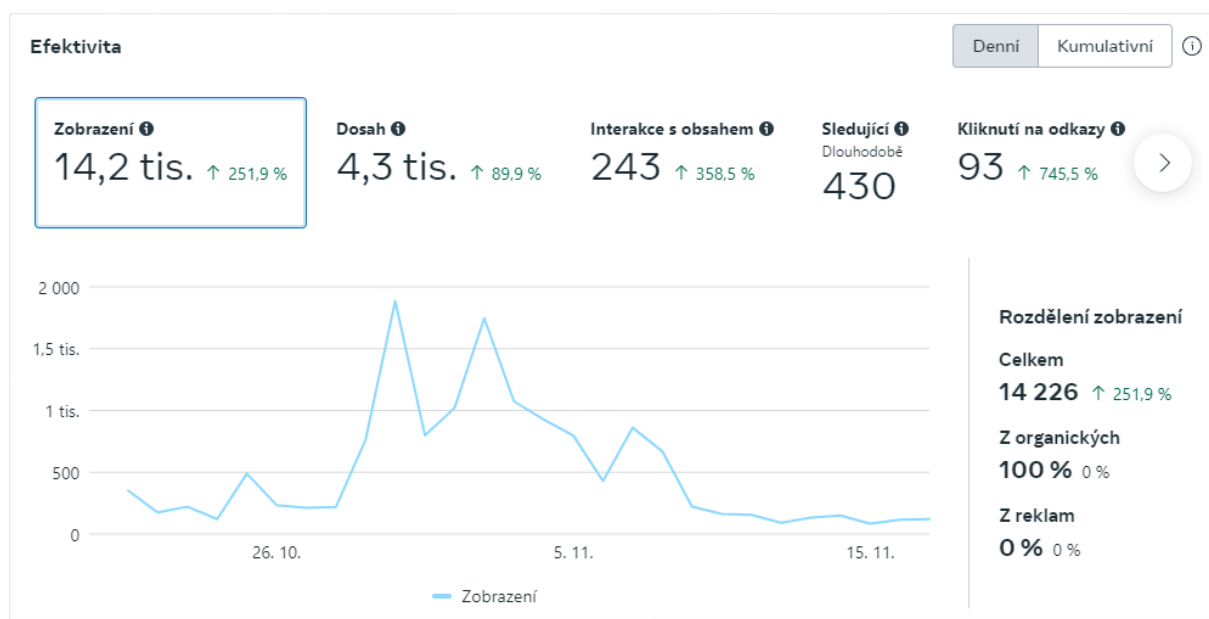 Efektivita
Denní Kumulativní
Zobrazení
14,2 tis. ↑ 251,9 %
Dosah
4,3 tis. ↑ 89,9 %
Interakce s obsahem
243 ↑ 358,5 %
Sledující
Dlouhodobě
430
Kliknutí na odkazy
93 ↑ 745,5 %
2 000
1,5 tis.
1 tis.
500
0
26. 10.
5. 11.
15. 11.
Zobrazení
Rozdělení zobrazení
Celkem
14 226 ↑ 251,9 %
Z organických
100 % 0 %
Z reklam
0 % 0 %